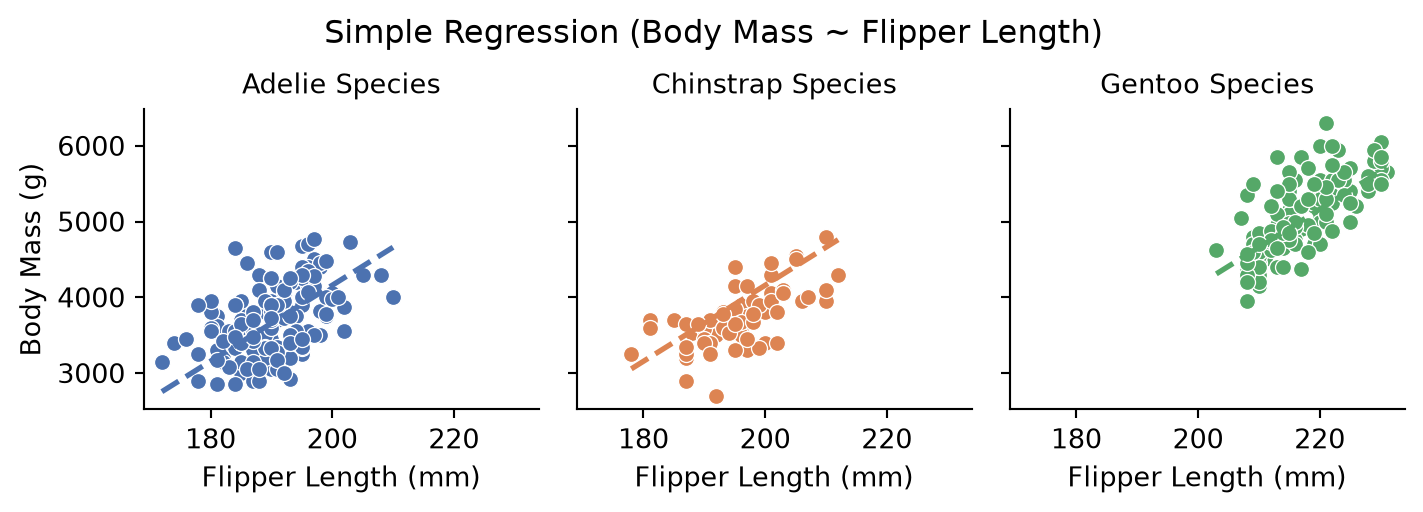 Simple Regression (Body Mass ~ Flipper Length)
Adelie Species
Chinstrap Species
Gentoo Species
Body Mass (g)
6000
5000
4000
3000
180 200 220
180 200 220
180 200 220
Flipper Length (mm)
Flipper Length (mm)
Flipper Length (mm)